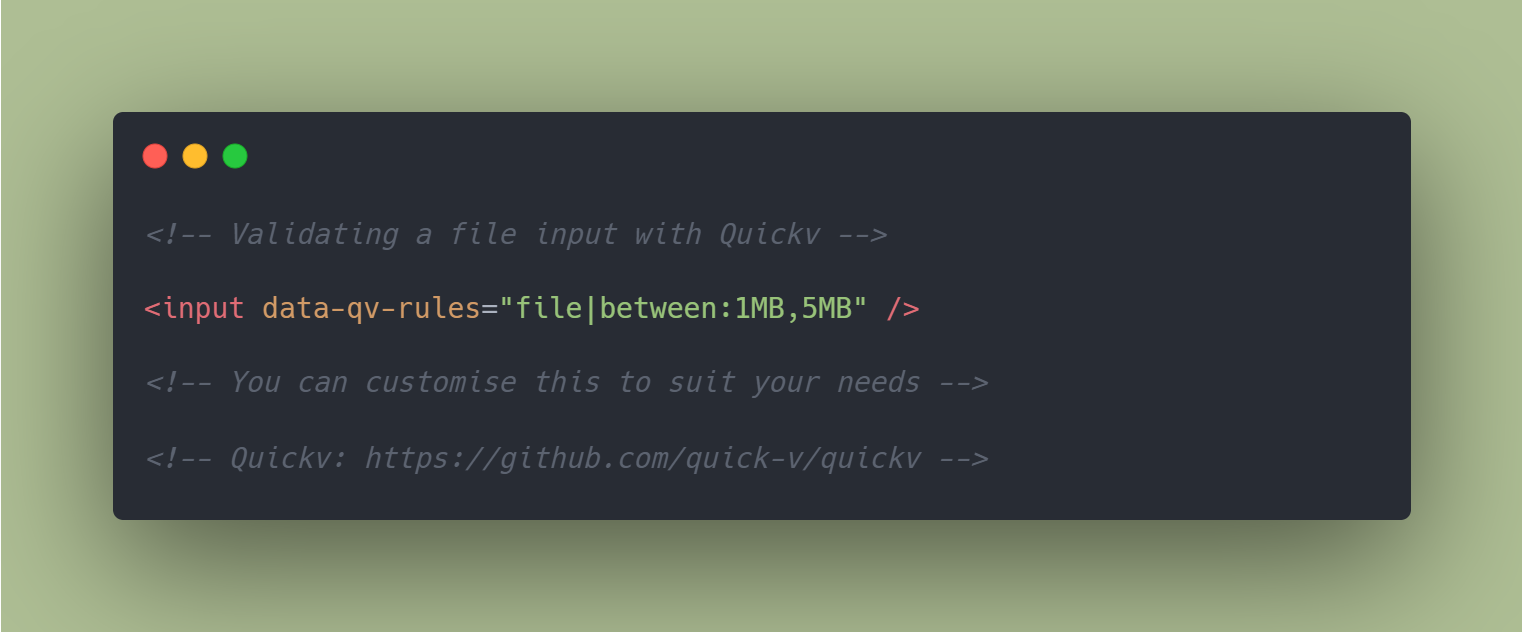 <!-- Validating a file input with Quickv -->
<input data-qv-rules="file|between:1MB,5MB" />
<!-- You can customise this to suit your needs -->
<!-- Quickv: https://github.com/quick-v/quickv -->